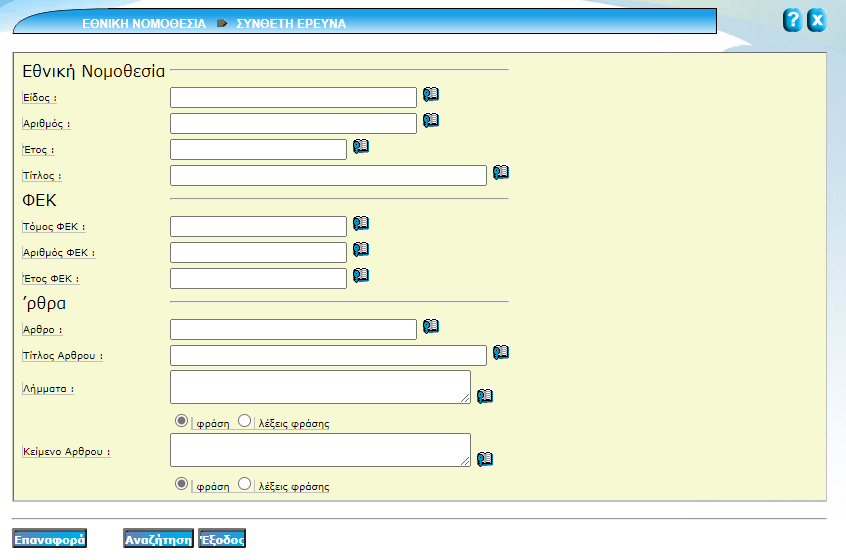 ΕΘΝΙΚΗ ΝΟΜΟΘΕΣΙΑ ΣΥΝΘΕΤΗ ΕΡΕΥΝΑ
? X
Εθνική Νομοθεσία
Είδος :
Αριθμός :
Έτος :
Τίτλος :
ΦΕΚ
Τόμος ΦΕΚ :
Αριθμός ΦΕΚ :
Έτος ΦΕΚ :
Άρθρα
Αρθρο :
Τίτλος Αρθρου :
Λήμματα :
φράση λέξεις φράσης
Κείμενο Αρθρου :
φράση λέξεις φράσης
Επαναφορά Αναζήτηση Έξοδος